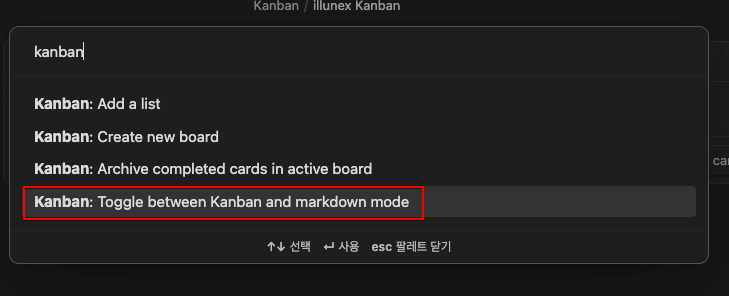 Kanban / illunex Kanban
kanban
Kanban: Add a list
Kanban: Create new board
Kanban: Archive completed cards in active board
Kanban: Toggle between Kanban and markdown mode
↑↓ 선택 ↵ 사용 esc 팔레트 닫기